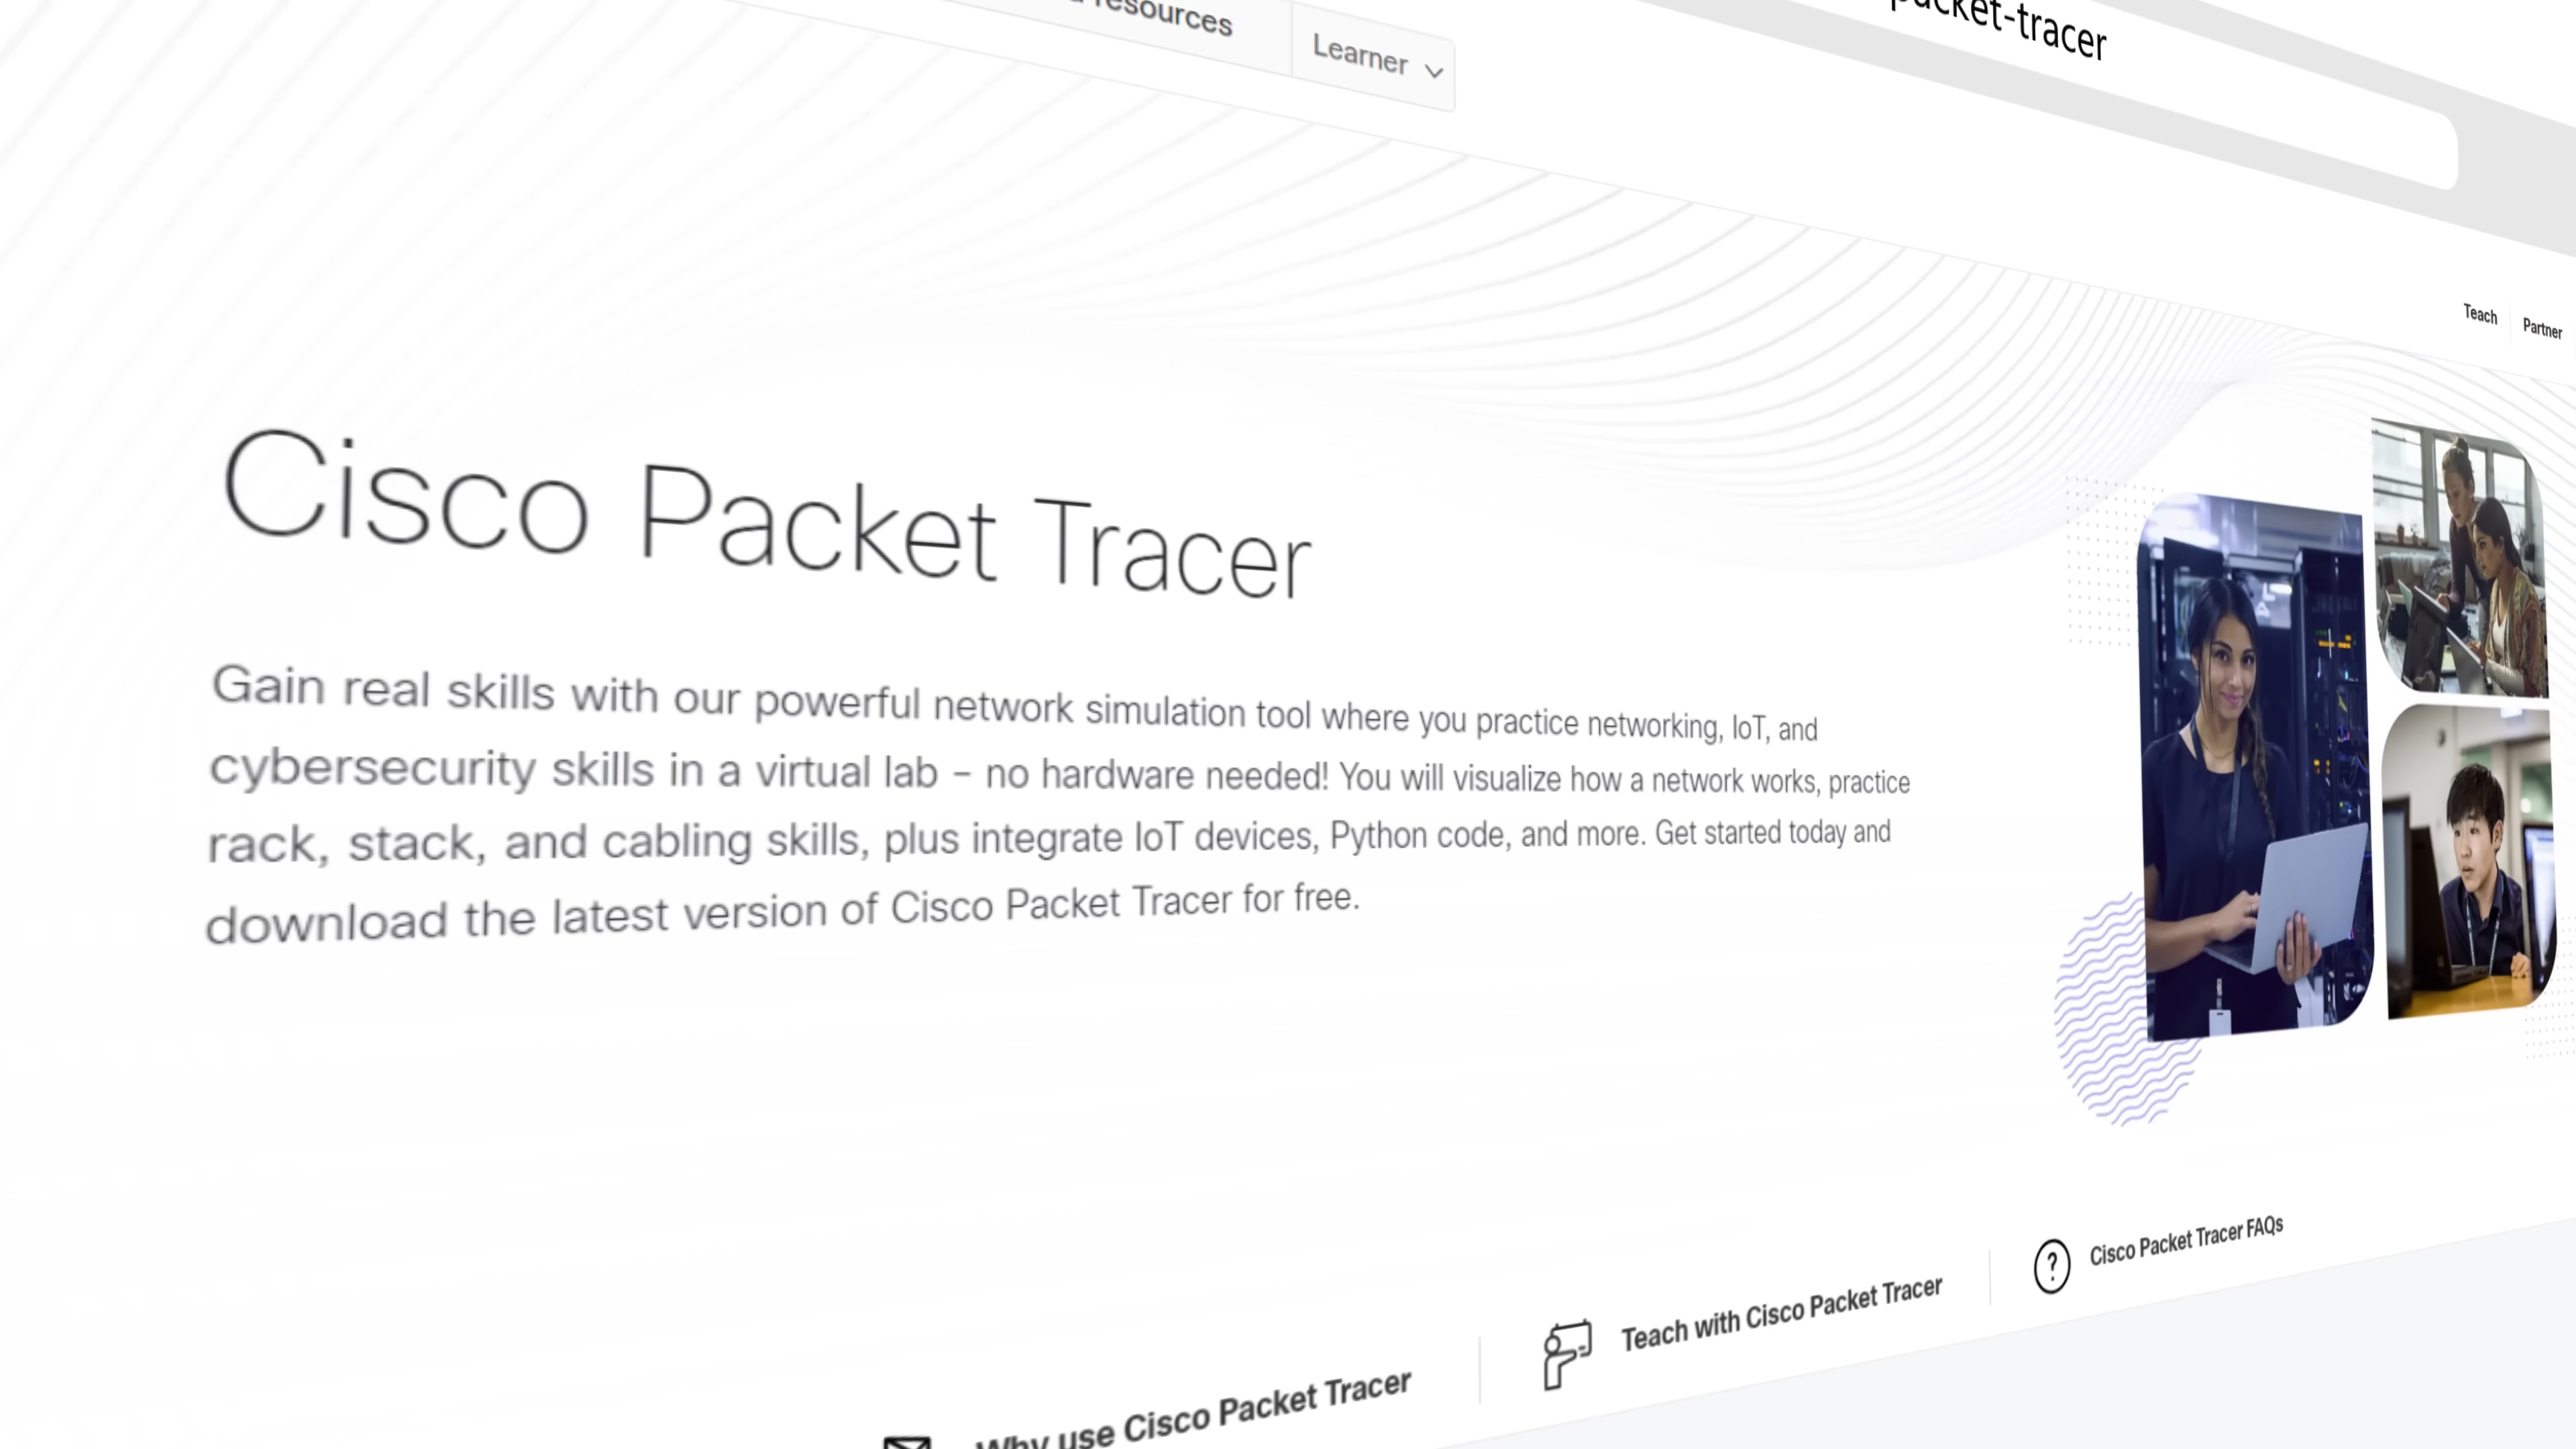 resources
Learner
packet-tracer
Teach
Partner
Cisco Packet Tracer
Gain real skills with our powerful network simulation tool where you practice networking, IoT, and
cybersecurity skills in a virtual lab – no hardware needed! You will visualize how a network works, practice
rack, stack, and cabling skills, plus integrate IoT devices, Python code, and more. Get started today and
download the latest version of Cisco Packet Tracer for free.
Why use Cisco Packet Tracer
Teach with Cisco Packet Tracer
Cisco Packet Tracer FAQs